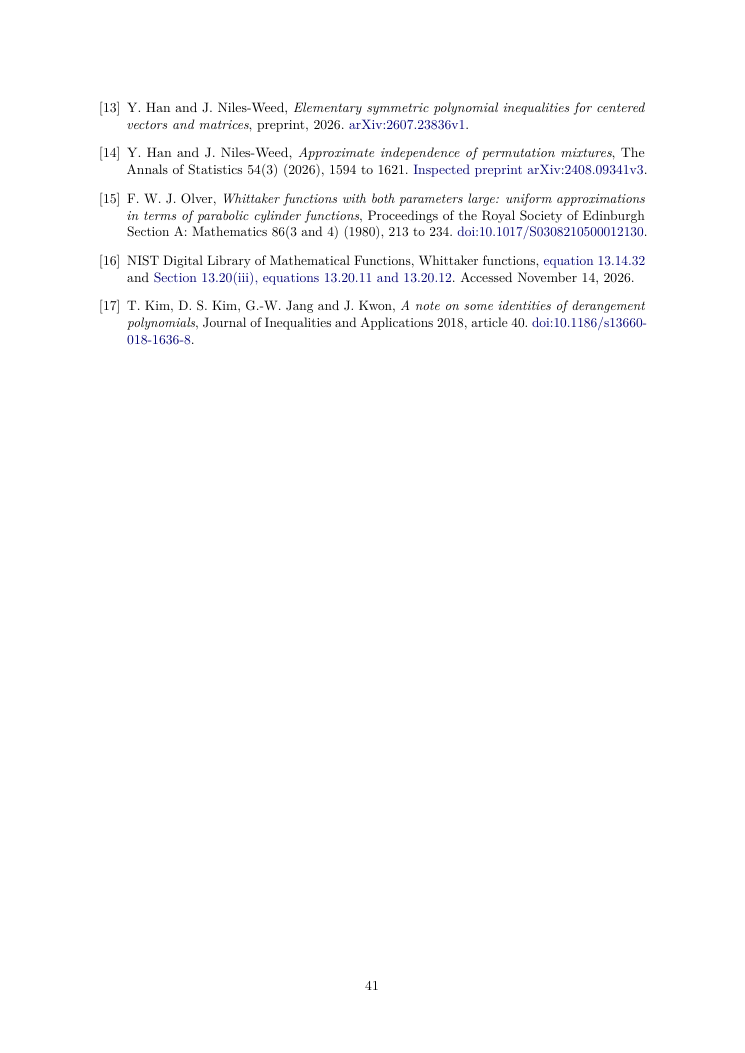 [13] Y. Han and J. Niles-Weed, Elementary symmetric polynomial inequalities for centered
vectors and matrices, preprint, 2026. arXiv:2607.23836v1.
[14] Y. Han and J. Niles-Weed, Approximate independence of permutation mixtures, The
Annals of Statistics 54(3) (2026), 1594 to 1621. Inspected preprint arXiv:2408.09341v3.
[15] F. W. J. Olver, Whittaker functions with both parameters large: uniform approximations
in terms of parabolic cylinder functions, Proceedings of the Royal Society of Edinburgh
Section A: Mathematics 86(3 and 4) (1980), 213 to 234. doi:10.1017/S0308210500012130.
[16] NIST Digital Library of Mathematical Functions, Whittaker functions, equation 13.14.32
and Section 13.20(iii), equations 13.20.11 and 13.20.12. Accessed November 14, 2026.
[17] T. Kim, D. S. Kim, G.-W. Jang and J. Kwon, A note on some identities of derangement
polynomials, Journal of Inequalities and Applications 2018, article 40. doi:10.1186/s13660-
018-1636-8.
41